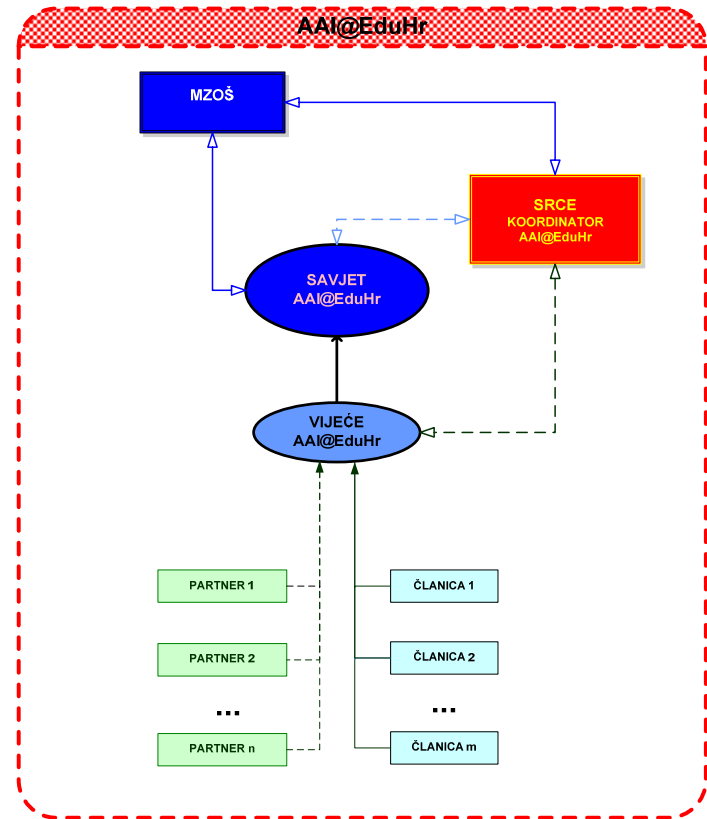 AAI@EduHr
MZOŠ
SRCE
KOORDINATOR
AAI@EduHr
SAVJET
AAI@EduHr
VIJEĆE
AAI@EduHr
PARTNER 1
ČLANICA 1
PARTNER 2
ČLANICA 2
...
...
PARTNER n
ČLANICA m